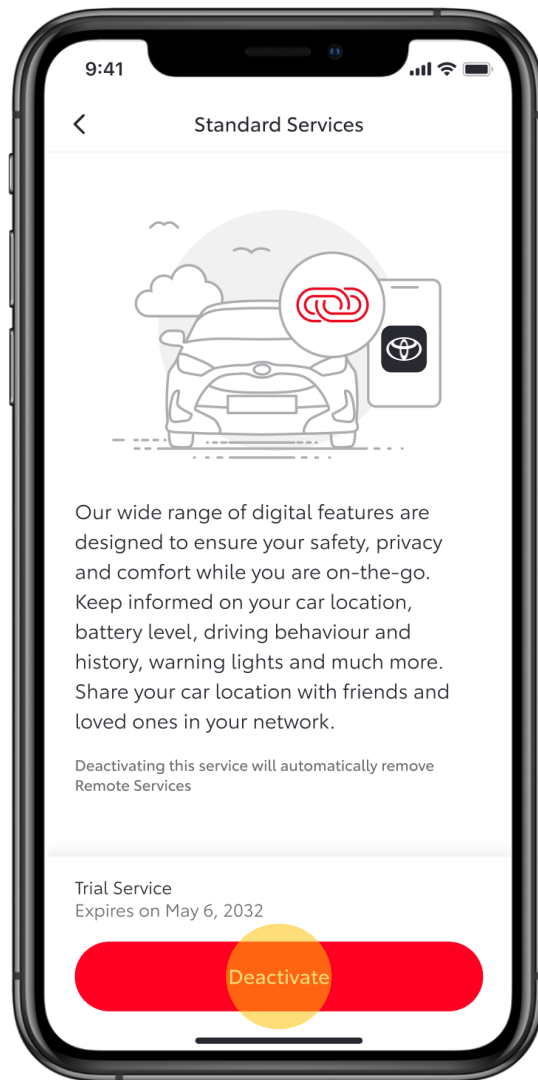 9:41
Standard Services
Our wide range of digital features are
designed to ensure your safety, privacy
and comfort while you are on-the-go.
Keep informed on your car location,
battery level, driving behaviour and
history, warning lights and much more.
Share your car location with friends and
loved ones in your network.
Deactivating this service will automatically remove
Remote Services
Trial Service
Expires on May 6, 2032
Deactivate